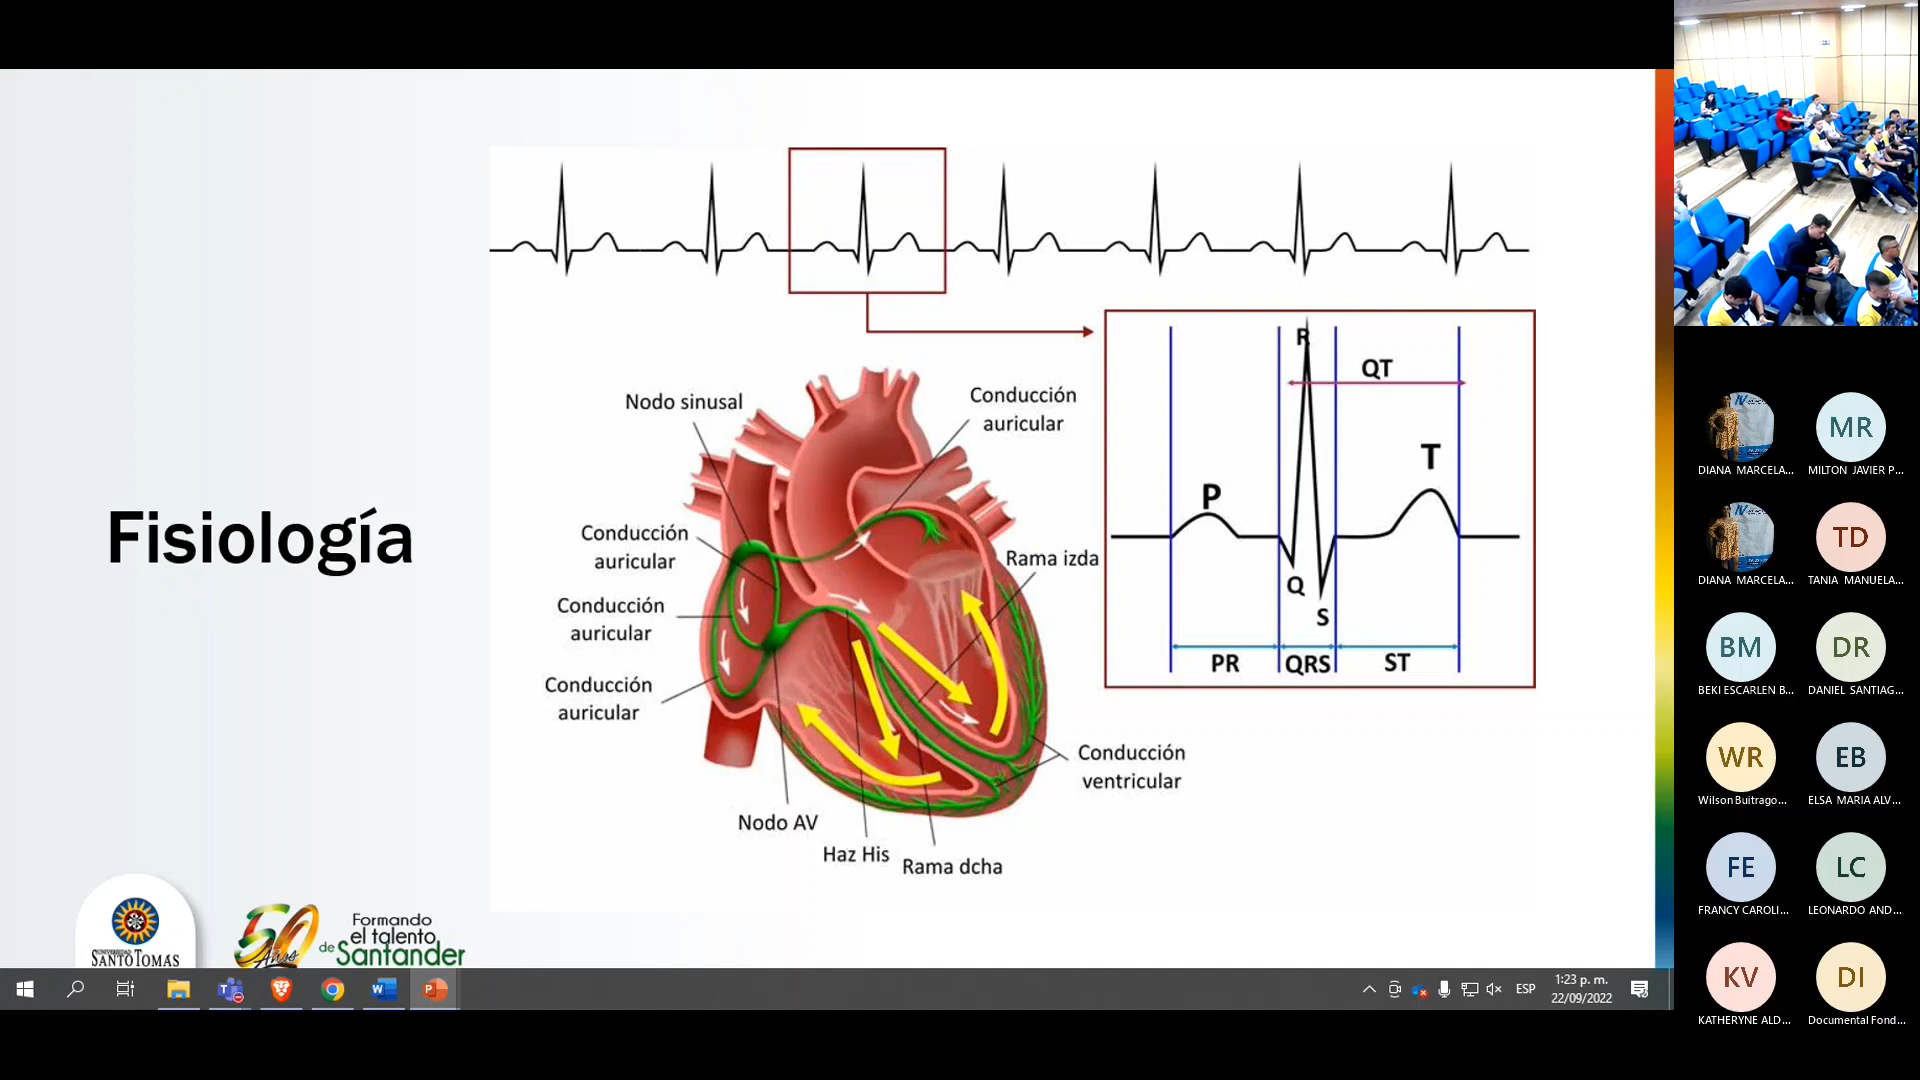 Fisiología
Nodo sinusal
Conducción
auricular
Conducción
auricular
Conducción
auricular
Conducción
auricular
Rama izda
Conducción
ventricular
Nodo AV
Haz His
Rama dcha
R
QT
P
T
Q
S
PR
QRS
ST
UNIVERSIDAD
SANTO TOMAS
50
Años
Formando
el talento
de Santander
1:23 p. m.
ESP
22/09/2022
DIANA MARCELA...
MR
MILTON JAVIER P...
DIANA MARCELA...
TD
TANIA MANUELA...
BM
BEKI ESCARLEN B...
DR
DANIEL SANTIAG...
WR
Wilson Buitrago...
EB
ELSA MARIA ALV...
FE
FRANCY CAROLI...
LC
LEONARDO AND...
KV
KATHERYNE ALD...
DI
Documental Fond...